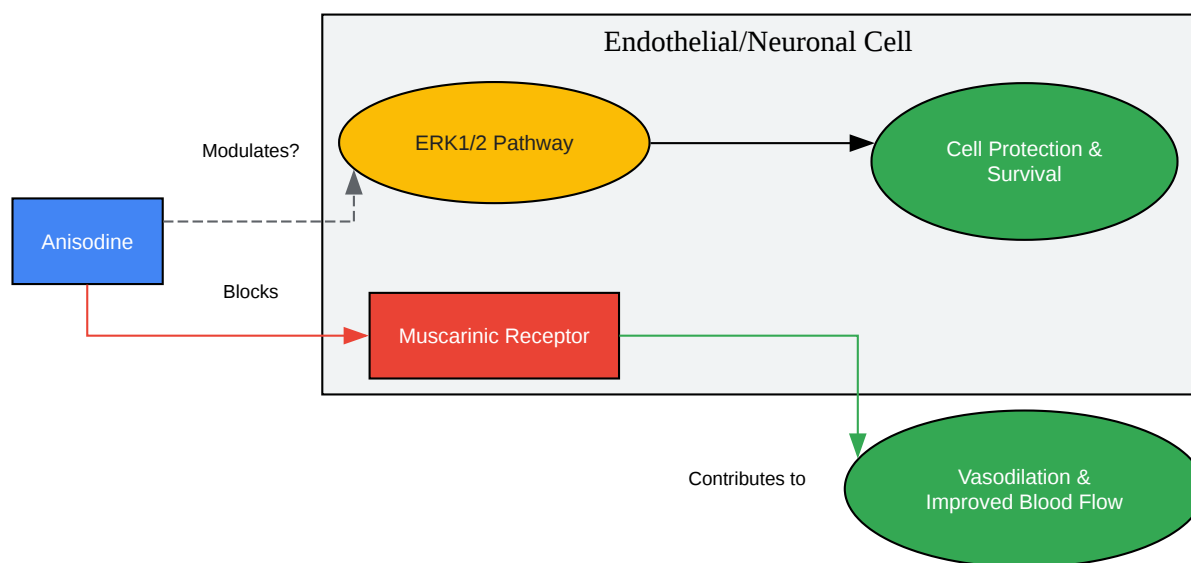 Endothelial/Neuronal Cell
ERK1/2 Pathway
Cell Protection &
Survival
Modulates?
Anisodine
Blocks
Muscarinic Receptor
Contributes to
Vasodilation &
Improved Blood Flow